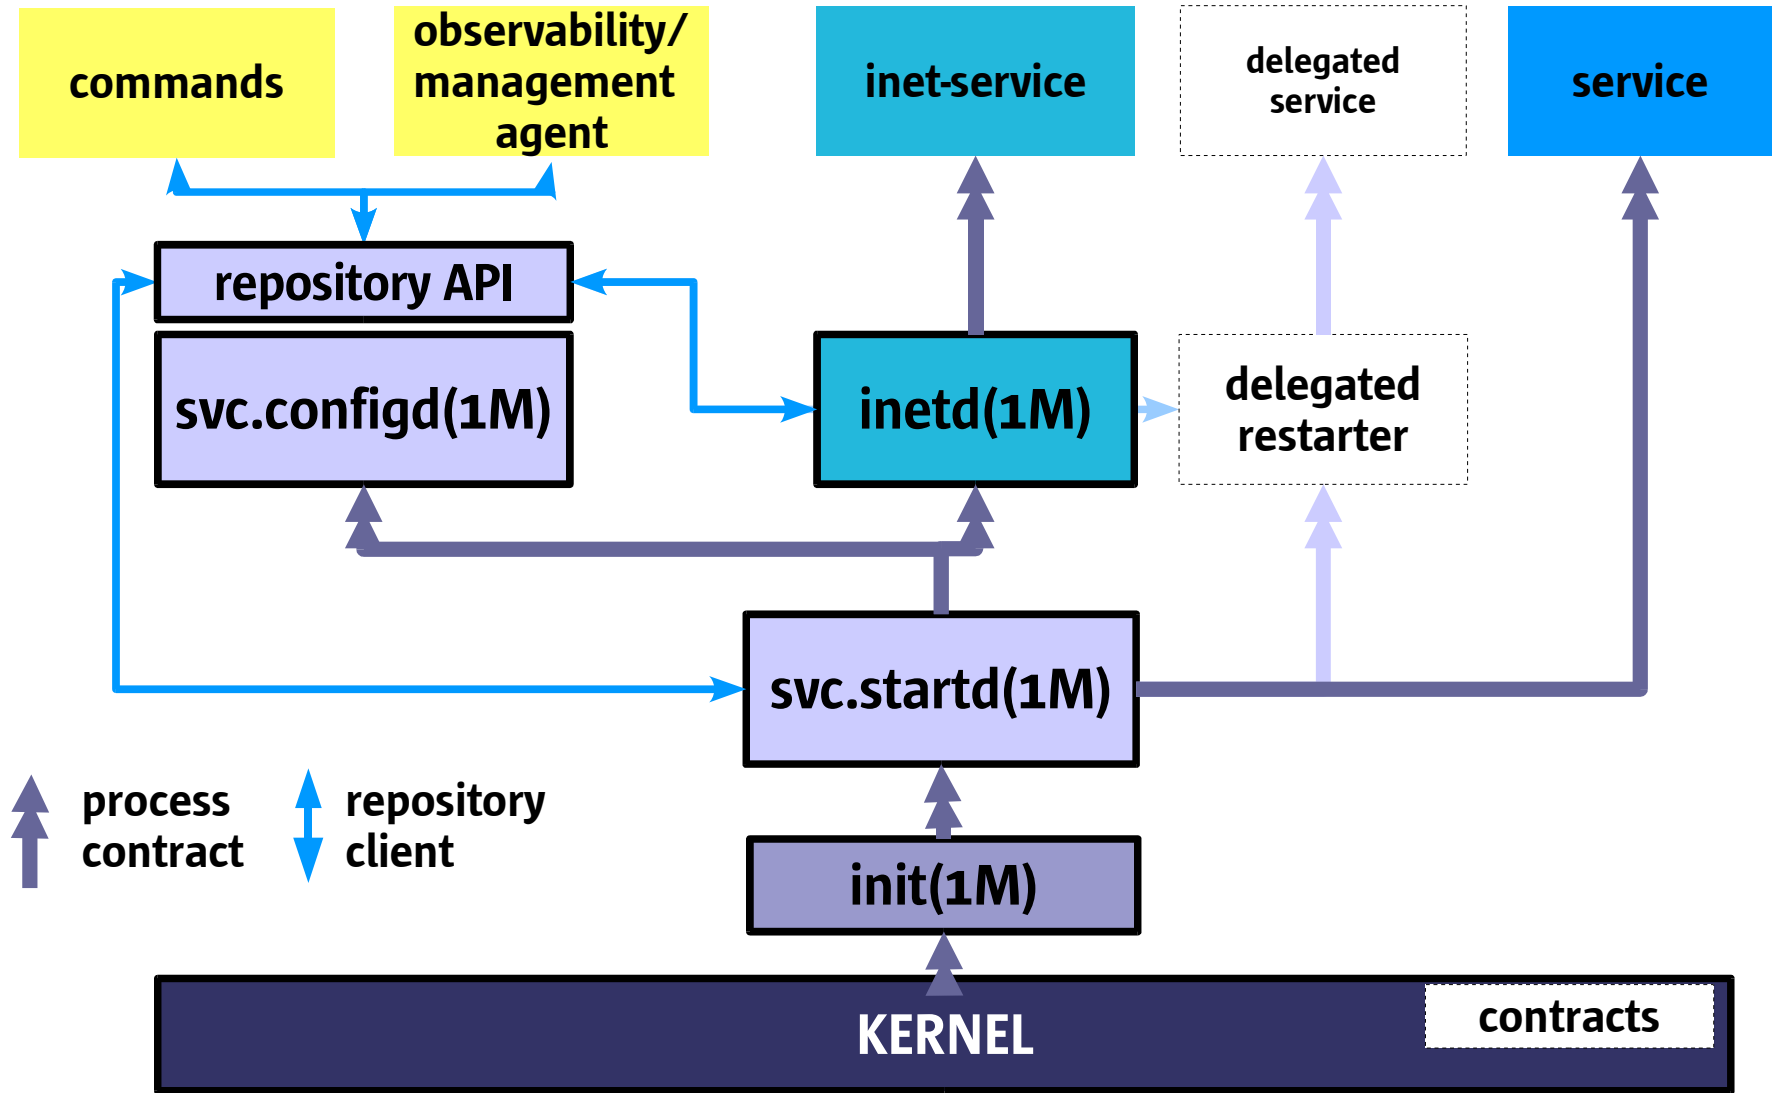 commands
observability/
management
agent
inet-service
delegated
service
service
repository API
svc.configd(1M)
inetd(1M)
delegated
restarter
svc.startd(1M)
process
contract
repository
client
init(1M)
KERNEL
contracts